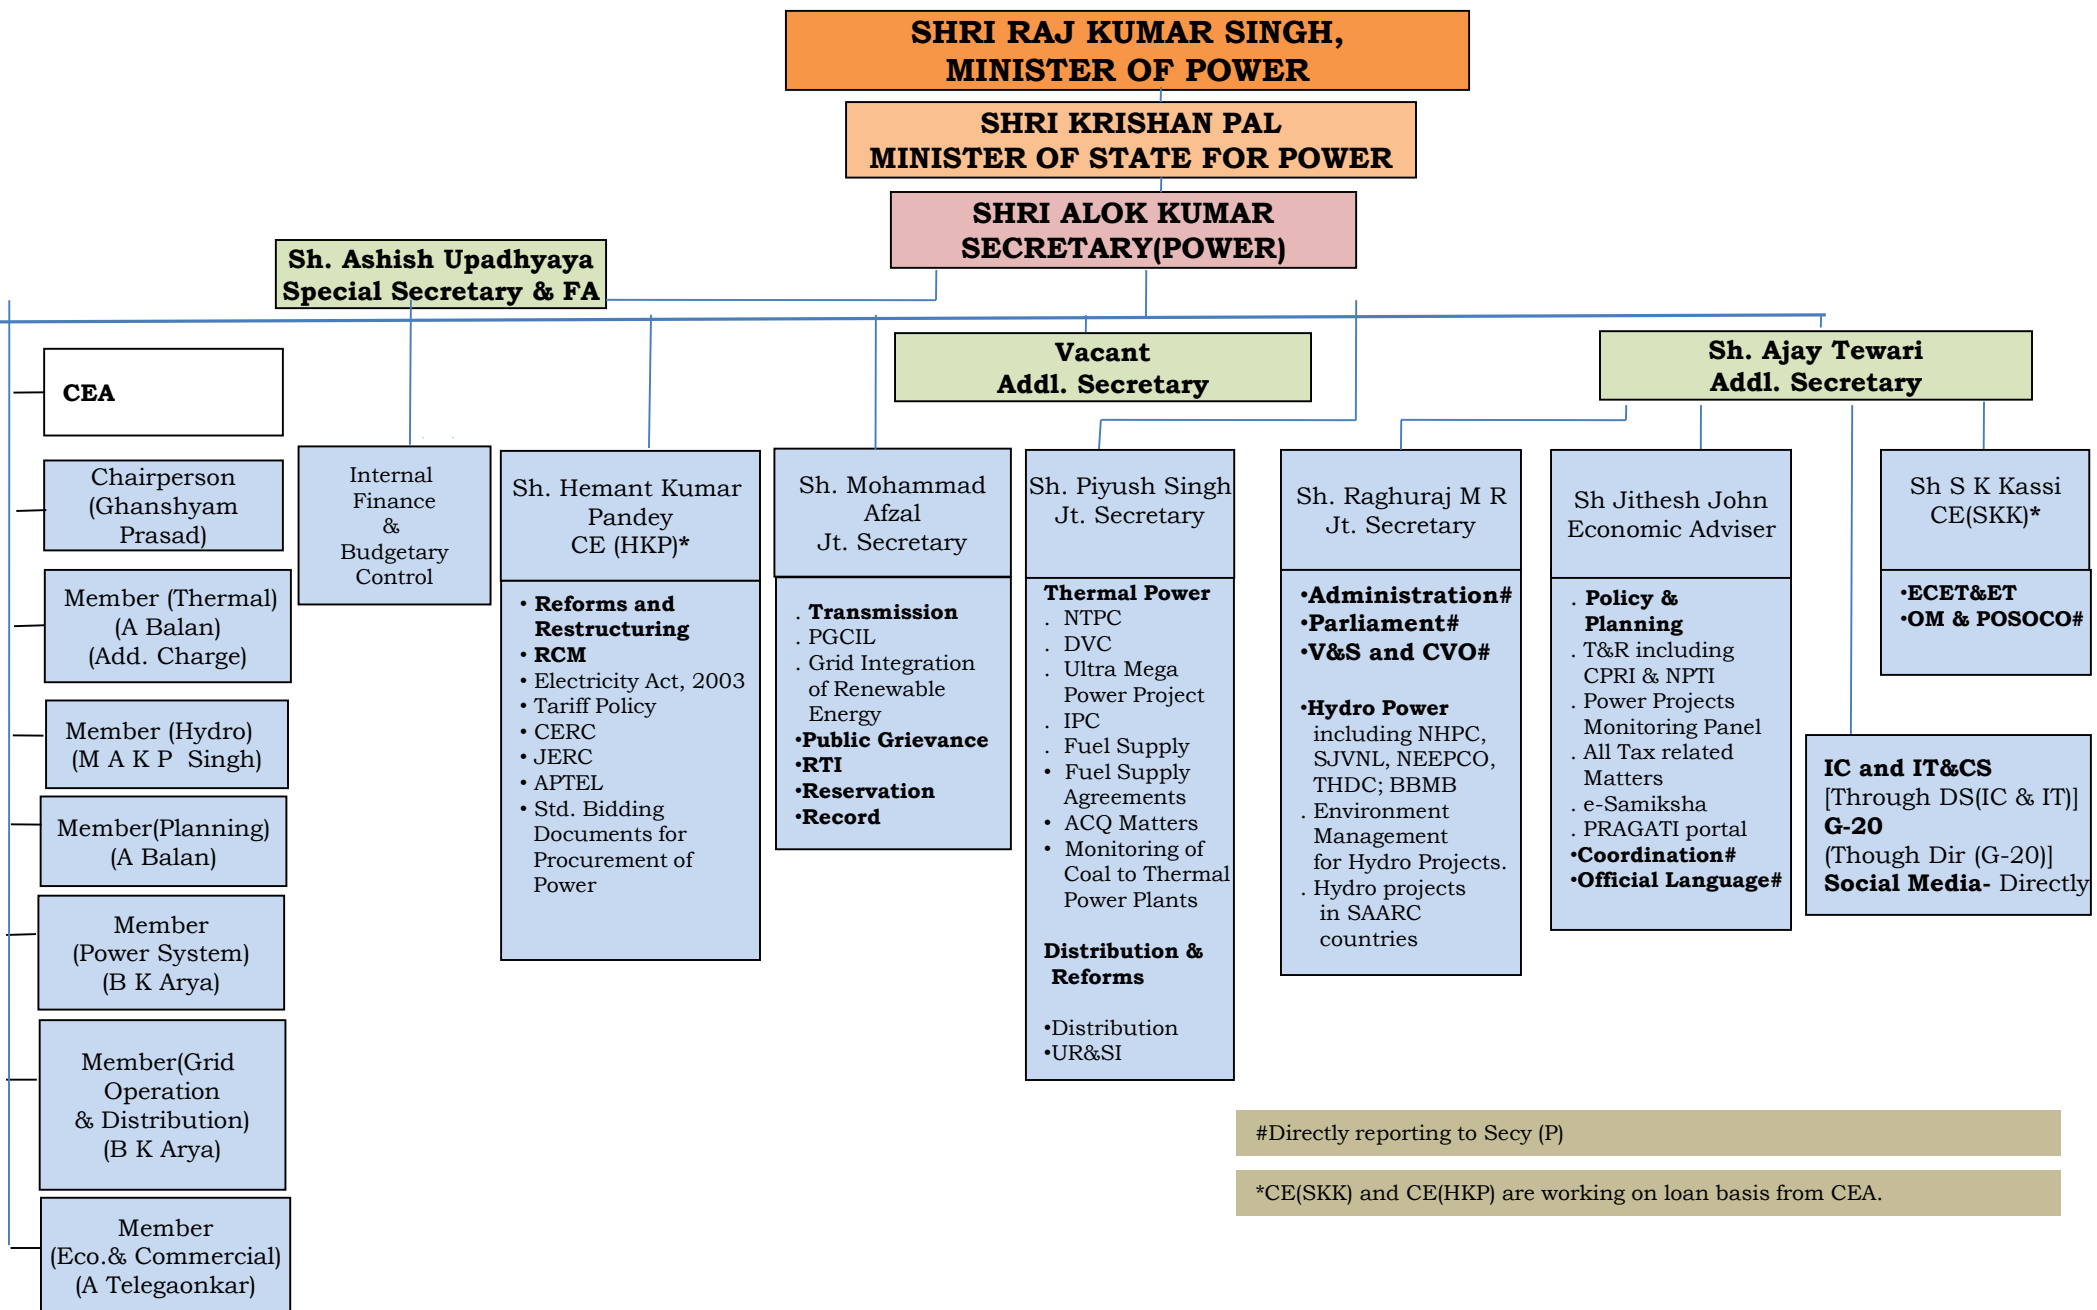 SHRI RAJ KUMAR SINGH,
MINISTER OF POWER
SHRI KRISHAN PAL
MINISTER OF STATE FOR POWER
SHRI ALOK KUMAR
SECRETARY(POWER)
Sh. Ashish Upadhyaya
Special Secretary & FA
Vacant
Addl. Secretary
Sh. Ajay Tewari
Addl. Secretary
CEA
Chairperson
(Ghanshyam
Prasad)
Member (Thermal)
(A Balan)
(Add. Charge)
Member (Hydro)
(M A K P Singh)
Member(Planning)
(A Balan)
Member
(Power System)
(B K Arya)
Member(Grid
Operation
& Distribution)
(B K Arya)
Member
(Eco.& Commercial)
(A Telegaonkar)
Internal
Finance
&
Budgetary
Control
Sh. Hemant Kumar
Pandey
CE (HKP)*
• Reforms and
Restructuring
• RCM
• Electricity Act, 2003
• Tariff Policy
• CERC
• JERC
• APTEL
• Std. Bidding
Documents for
Procurement of
Power
Sh. Mohammad
Afzal
Jt. Secretary
. Transmission
. PGCIL
. Grid Integration
of Renewable
Energy
•Public Grievance
•RTI
•Reservation
•Record
Sh. Piyush Singh
Jt. Secretary
Thermal Power
. NTPC
. DVC
. Ultra Mega
Power Project
. IPC
. Fuel Supply
• Fuel Supply
Agreements
• ACQ Matters
• Monitoring of
Coal to Thermal
Power Plants
Distribution &
Reforms
•Distribution
•UR&SI
Sh. Raghuraj M R
Jt. Secretary
•Administration#
•Parliament#
•V&S and CVO#
•Hydro Power
including NHPC,
SJVNL, NEEPCO,
THDC; BBMB
. Environment
Management
for Hydro Projects.
. Hydro projects
in SAARC
countries
Sh Jithesh John
Economic Adviser
. Policy &
Planning
. T&R including
CPRI & NPTI
. Power Projects
Monitoring Panel
. All Tax related
Matters
. e-Samiksha
. PRAGATI portal
•Coordination#
•Official Language#
Sh S K Kassi
CE(SKK)*
•ECET&ET
•OM & POSOCO#
IC and IT&CS
[Through DS(IC & IT)]
G-20
(Though Dir (G-20)]
Social Media- Directly
#Directly reporting to Secy (P)
*CE(SKK) and CE(HKP) are working on loan basis from CEA.